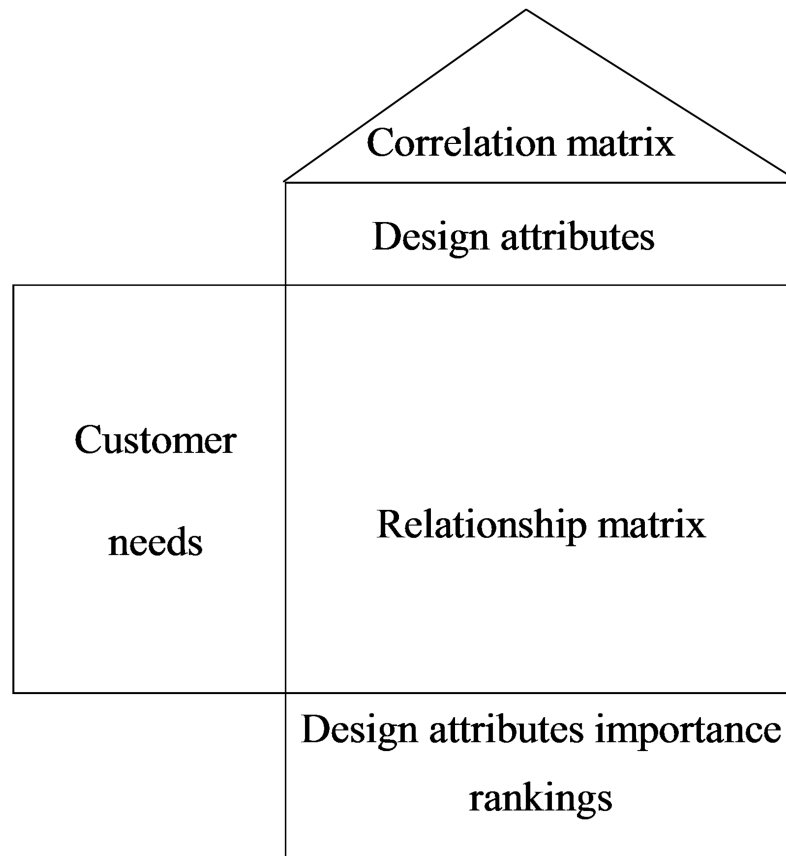 Correlation matrix
Design attributes
Customer
needs
Relationship matrix
Design attributes importance
rankings